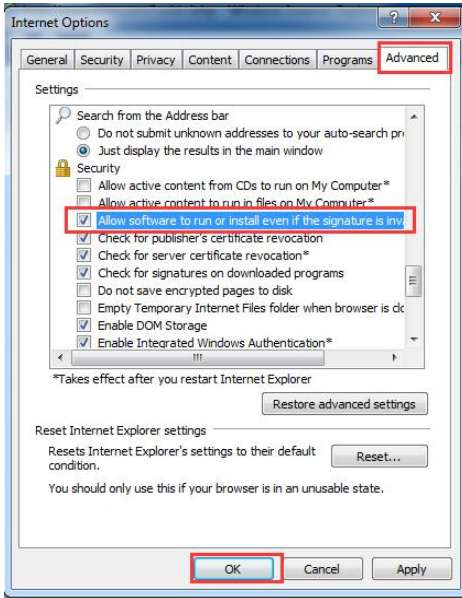 Internet Options
General Security Privacy Content Connections Programs Advanced
Settings
Search from the Address bar
Do not submit unknown addresses to your auto-search pro
Just display the results in the main window
Security
Allow active content from CDs to run on My Computer*
Allow active content to run in files on My Computer*
Allow software to run or install even if the signature is inva
Check for publisher's certificate revocation
Check for server certificate revocation*
Check for signatures on downloaded programs
Do not save encrypted pages to disk
Empty Temporary Internet Files folder when browser is clo
Enable DOM Storage
Enable Integrated Windows Authentication*
*Takes effect after you restart Internet Explorer
Restore advanced settings
Reset Internet Explorer settings
Resets Internet Explorer's settings to their default
condition.
Reset...
You should only use this if your browser is in an unusable state.
OK Cancel Apply